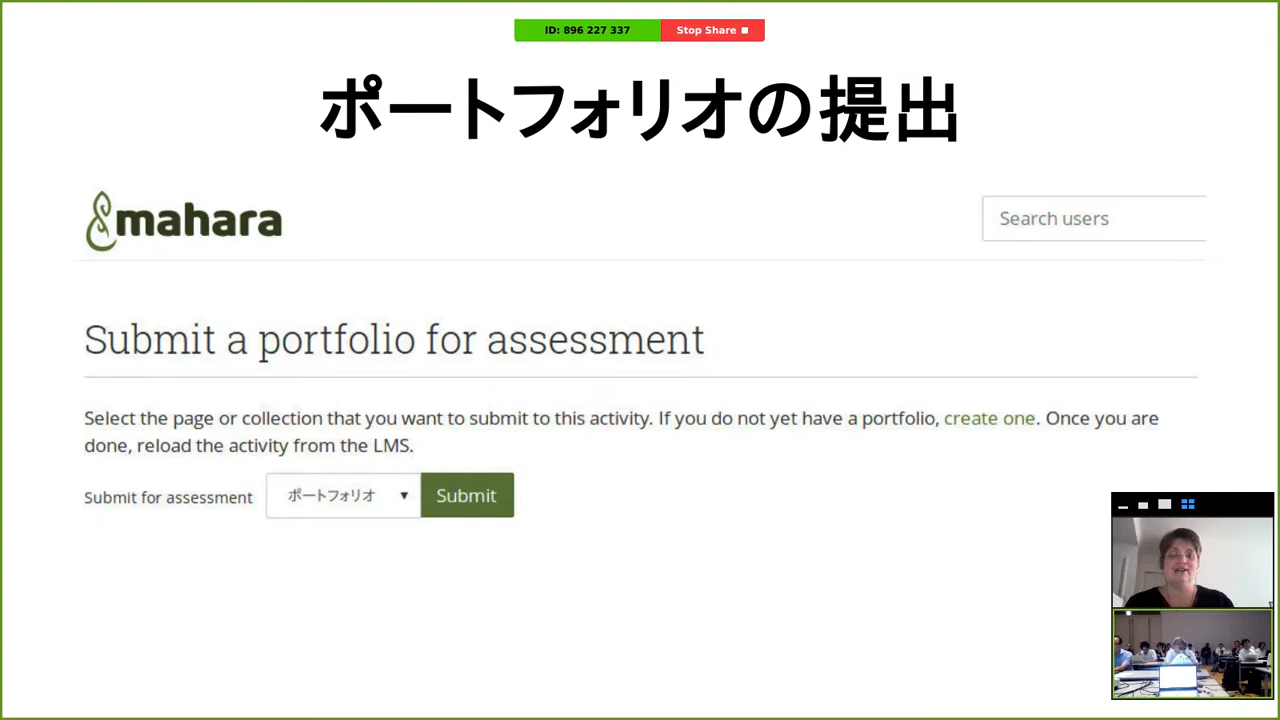 ID: 896 227 337 Stop Share
ポートフォリオの提出
mahara
Search users
Submit a portfolio for assessment
Select the page or collection that you want to submit to this activity. If you do not yet have a portfolio, create one. Once you are
done, reload the activity from the LMS.
Submit for assessment ポートフォリオ Submit